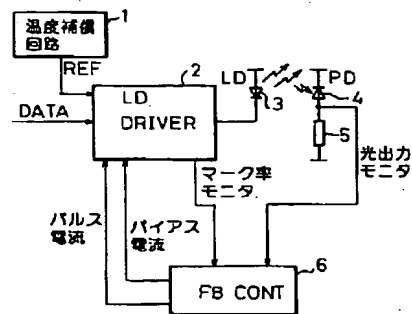 温度補償
回路
1
REF
2
LD
PD
DATA
LD
DRIVER
3
4
5
光出力
モニタ
マーク率
モニタ
パルス
電流
バイアス
電流
6
FB CONT